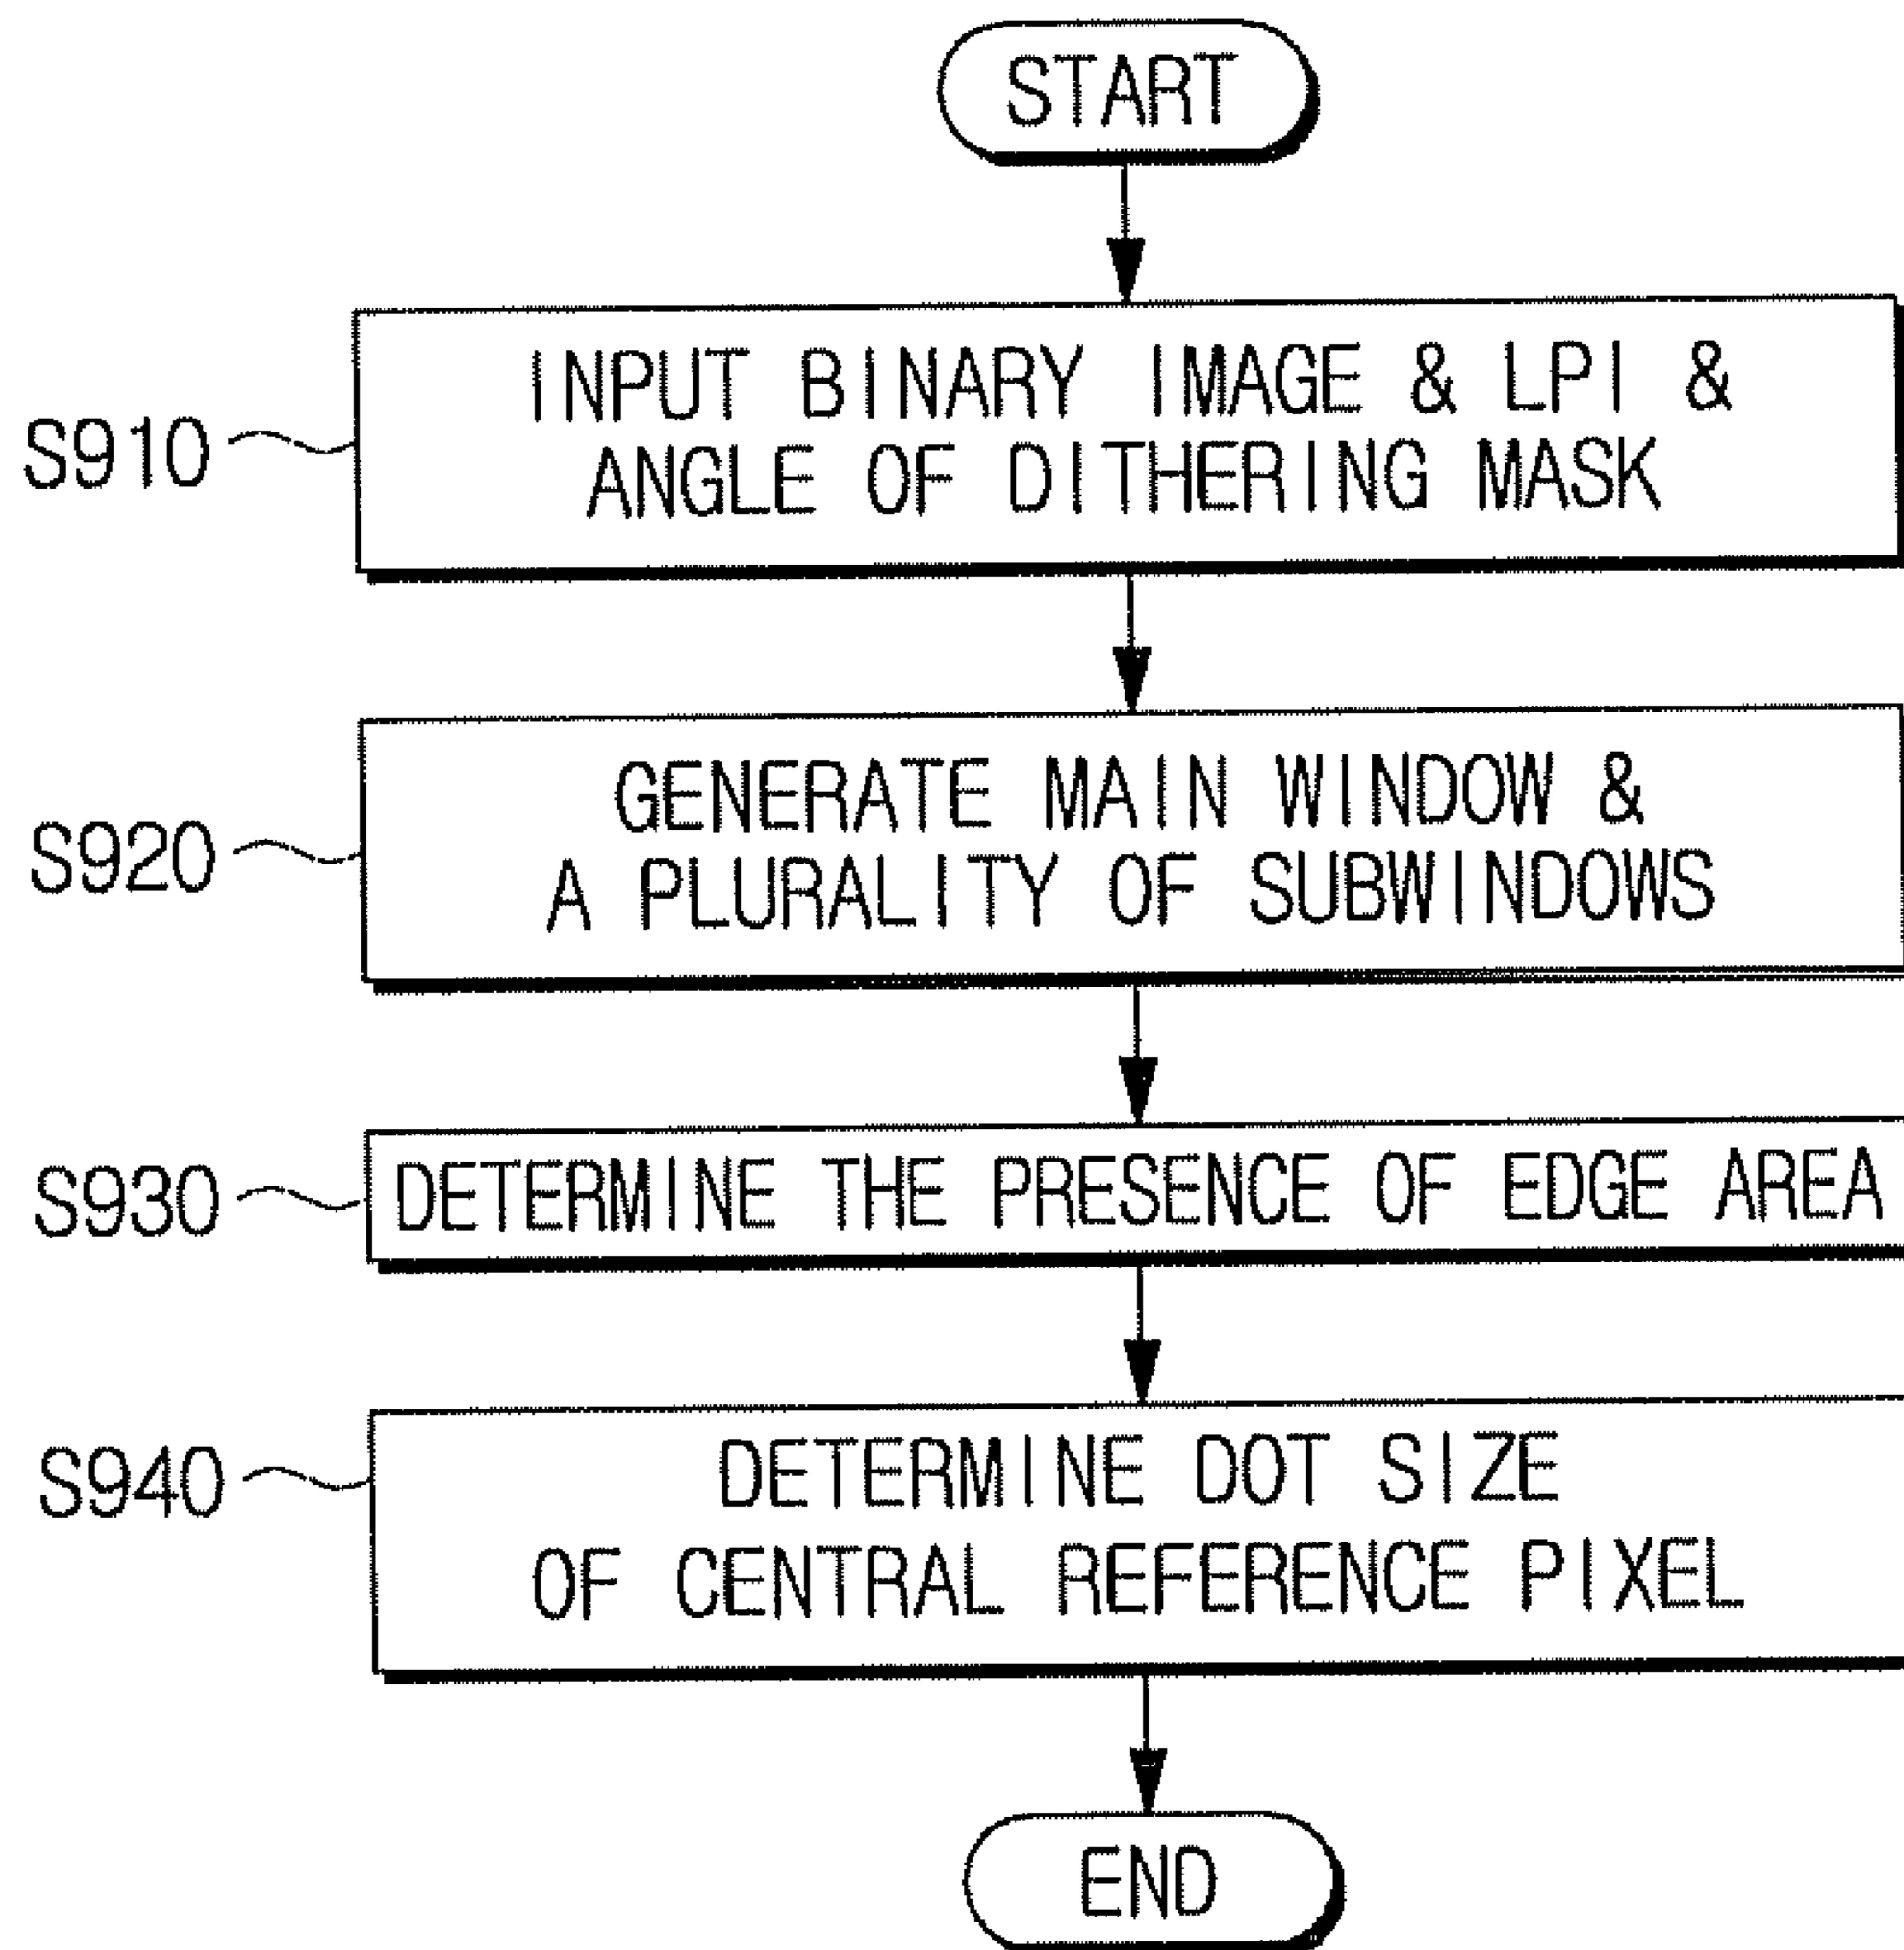 START
S910
INPUT BINARY IMAGE & LPI &
ANGLE OF DITHERING MASK
S920
GENERATE MAIN WINDOW &
A PLURALITY OF SUBWINDOWS
S930
DETERMINE THE PRESENCE OF EDGE AREA
S940
DETERMINE DOT SIZE
OF CENTRAL REFERENCE PIXEL
END